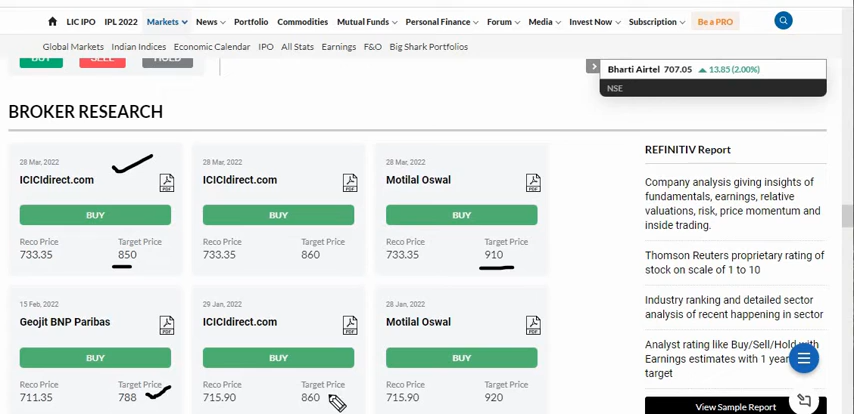 LIC IPO IPL 2022 Markets News Portfolio Commodities Mutual Funds Personal Finance Forum Media Invest Now Subscription Be a PRO
Global Markets Indian Indices Economic Calendar IPO All Stats Earnings F&O Big Shark Portfolios
BUY SELL HOLD
Bharti Airtel 707.05 13.85 (2.00%)
NSE
BROKER RESEARCH
28 Mar, 2022
ICICIdirect.com
PDF
BUY
Reco Price Target Price
733.35 850
28 Mar, 2022
ICICIdirect.com
PDF
BUY
Reco Price Target Price
733.35 860
28 Mar, 2022
Motilal Oswal
PDF
BUY
Reco Price Target Price
733.35 910
15 Feb, 2022
Geojit BNP Paribas
PDF
BUY
Reco Price Target Price
711.35 788
29 Jan, 2022
ICICIdirect.com
PDF
BUY
Reco Price Target Price
715.90 860
28 Jan, 2022
Motilal Oswal
PDF
BUY
Reco Price Target Price
715.90 920
REFINITIV Report
Company analysis giving insights of
fundamentals, earnings, relative
valuations, risk, price momentum and
inside trading.
Thomson Reuters proprietary rating of
stock on scale of 1 to 10
Industry ranking and detailed sector
analysis of recent happening in sector
Analyst rating like Buy/Sell/Hold with
Earnings estimates with 1 year
target
View Sample Report